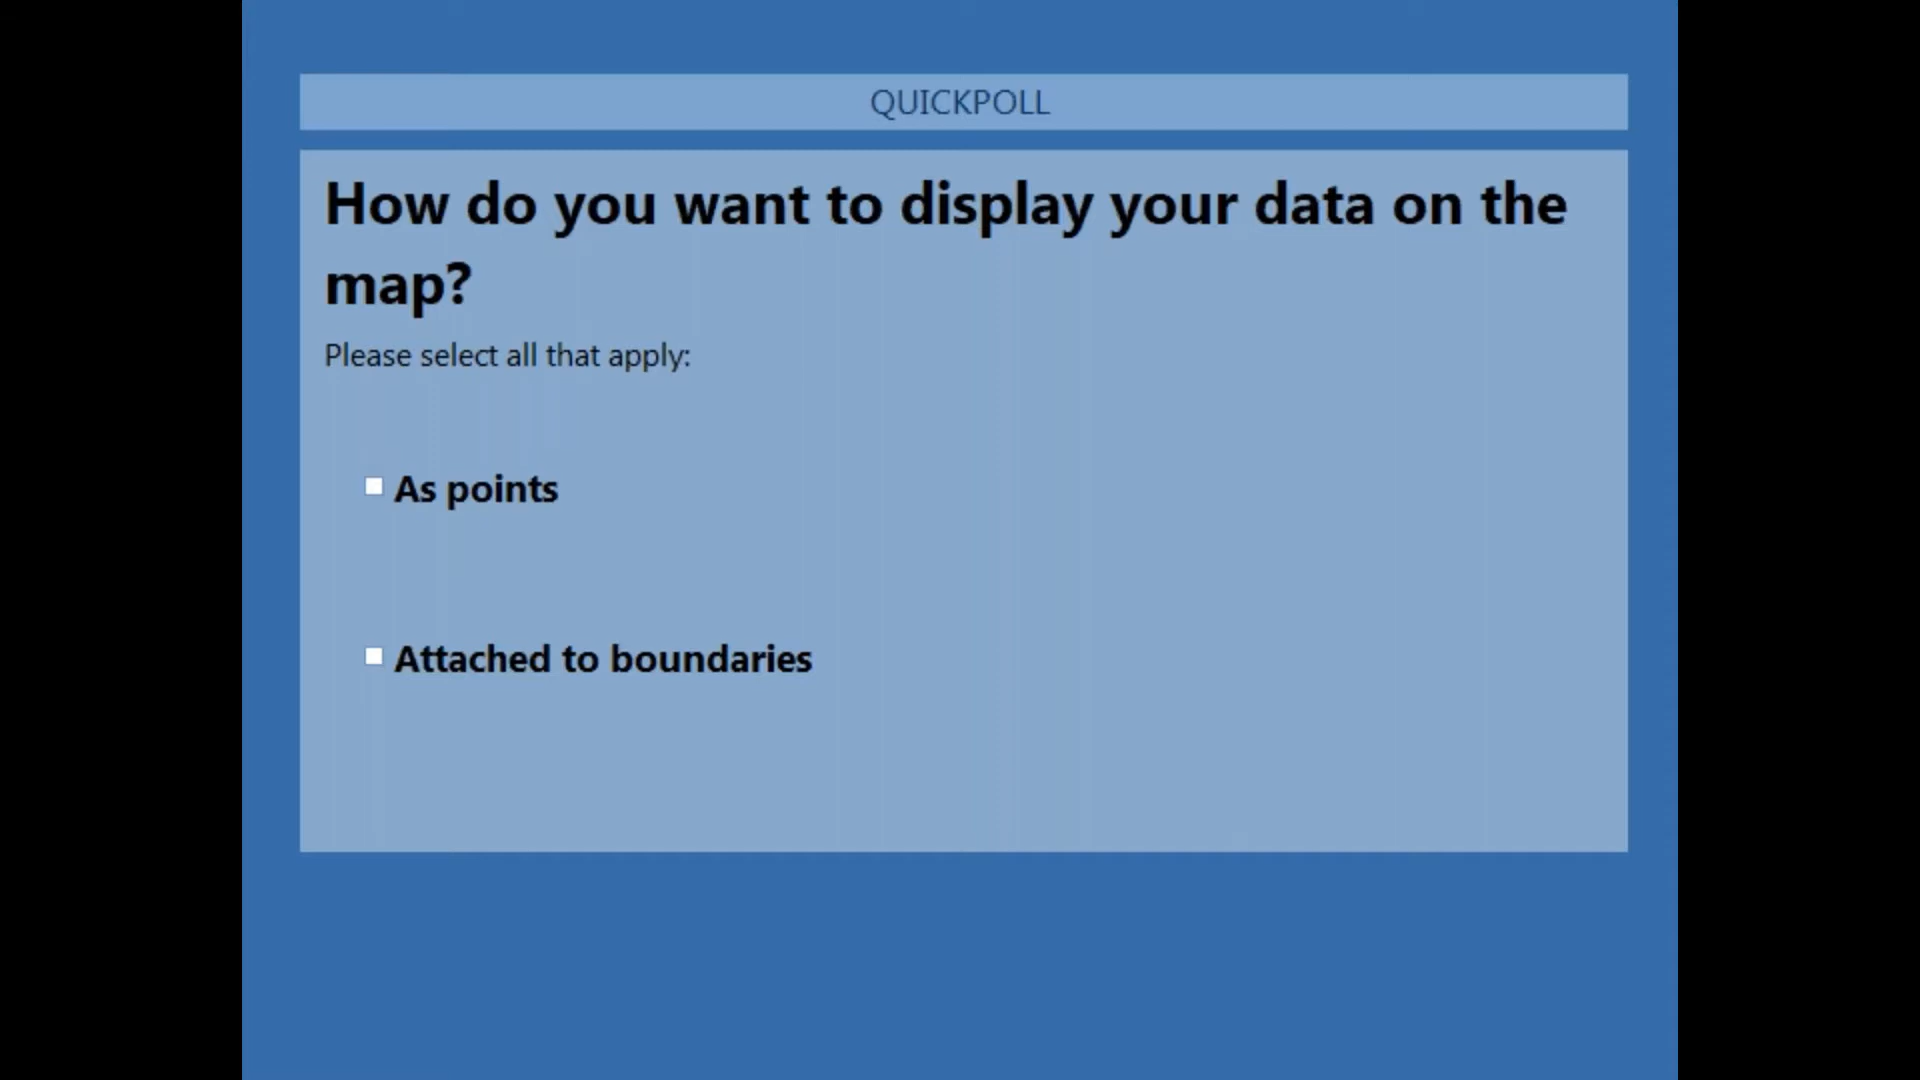 QUICKPOLL
How do you want to display your data on the
map?
Please select all that apply:
As points
Attached to boundaries